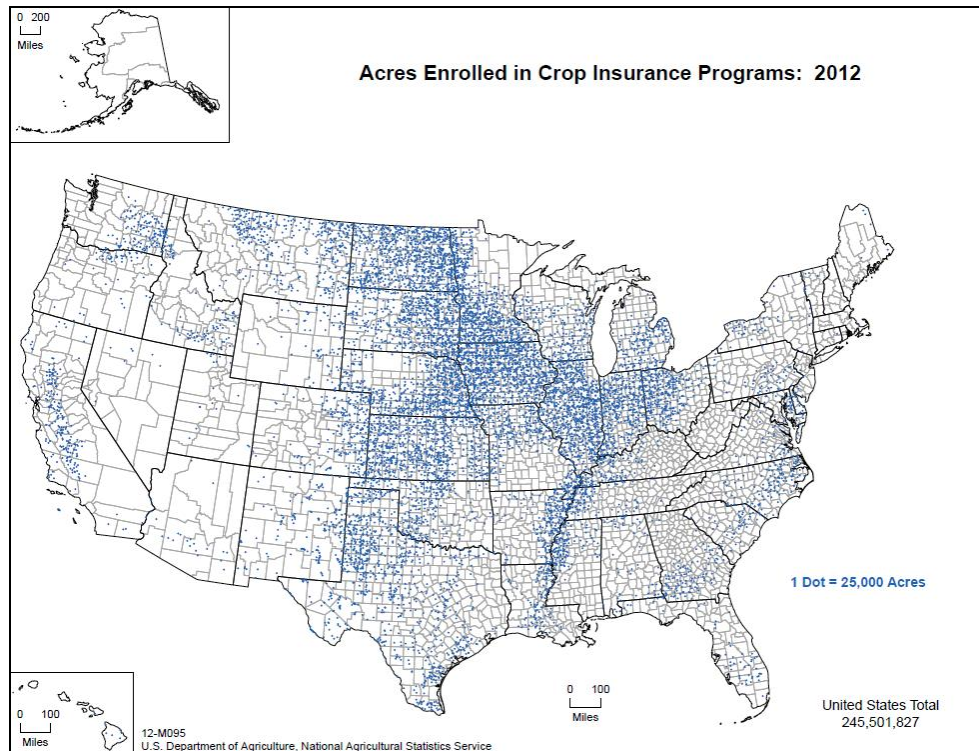 0 200
Miles
Acres Enrolled in Crop Insurance Programs: 2012
1 Dot = 25,000 Acres
0 100
Miles
0 100
Miles
United States Total
245,501,827
12-M095
U.S. Department of Agriculture, National Agricultural Statistics Service